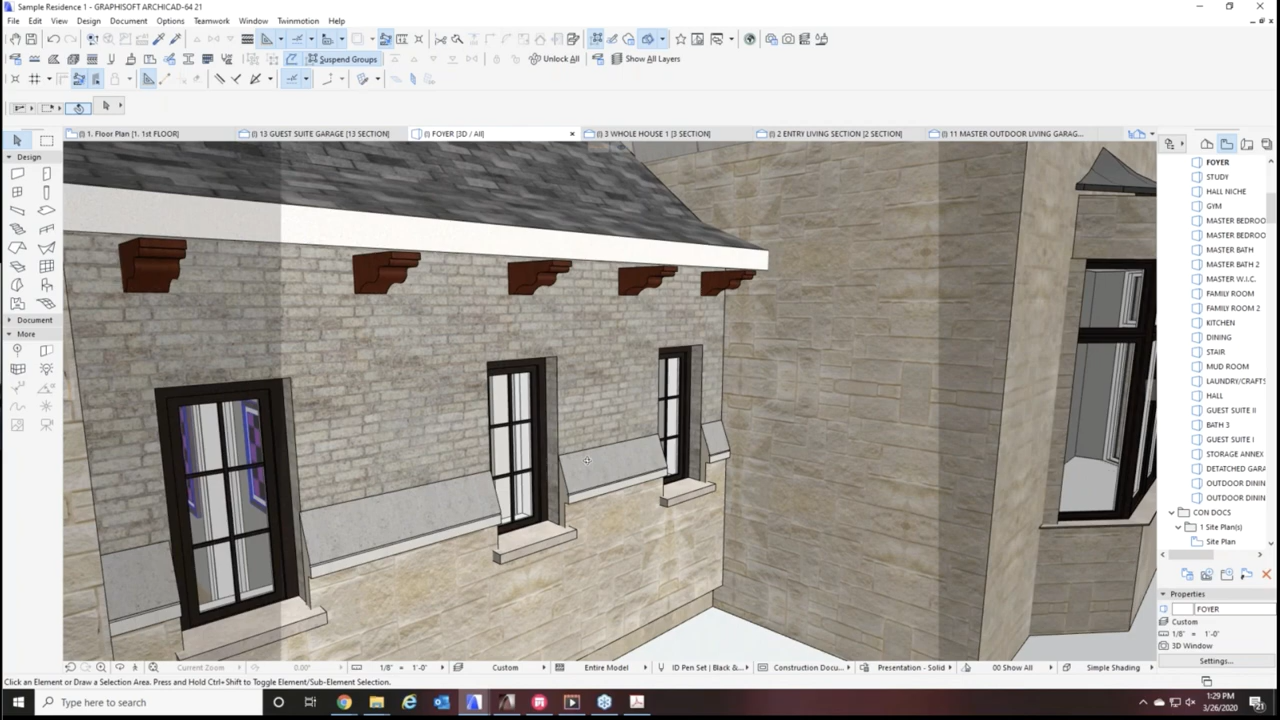 Sample Residence 1 - GRAPHISOFT ARCHICAD-64 21
File Edit View Design Document Options Teamwork Window Twinmotion Help
Suspend Groups Unlock All Show All Layers
(I) 1. Floor Plan [1. 1st FLOOR] (I) 13 GUEST SUITE GARAGE [13 SECTION] (I) FOYER [3D / All] (I) 3 WHOLE HOUSE 1 [3 SECTION] (I) 2 ENTRY LIVING SECTION [2 SECTION] (I) 11 MASTER OUTDOOR LIVING GARAG...
Design
Document
More
FOYER
STUDY
HALL NICHE
GYM
MASTER BEDROO
MASTER BEDROO
MASTER BATH
MASTER BATH 2
MASTER W.I.C.
FAMILY ROOM
FAMILY ROOM 2
KITCHEN
DINING
STAIR
MUD ROOM
LAUNDRY/CRAFTS
HALL
GUEST SUITE II
BATH 3
GUEST SUITE I
STORAGE ANNEX
DETATCHED GARA
OUTDOOR DININ
OUTDOOR DININ
CON DOCS
1 Site Plan(s)
Site Plan
Properties
FOYER
Custom
1/8" = 1'-0"
3D Window
Settings...
Current Zoom 0.00° 1/8" = 1'-0" Custom Entire Model ID Pen Set | Black &... Construction Docu... Presentation - Solid 00 Show All Simple Shading
Click an Element or Draw a Selection Area. Press and Hold Ctrl+Shift to Toggle Element/Sub-Element Selection.
Type here to search
1:29 PM
3/26/2020
21